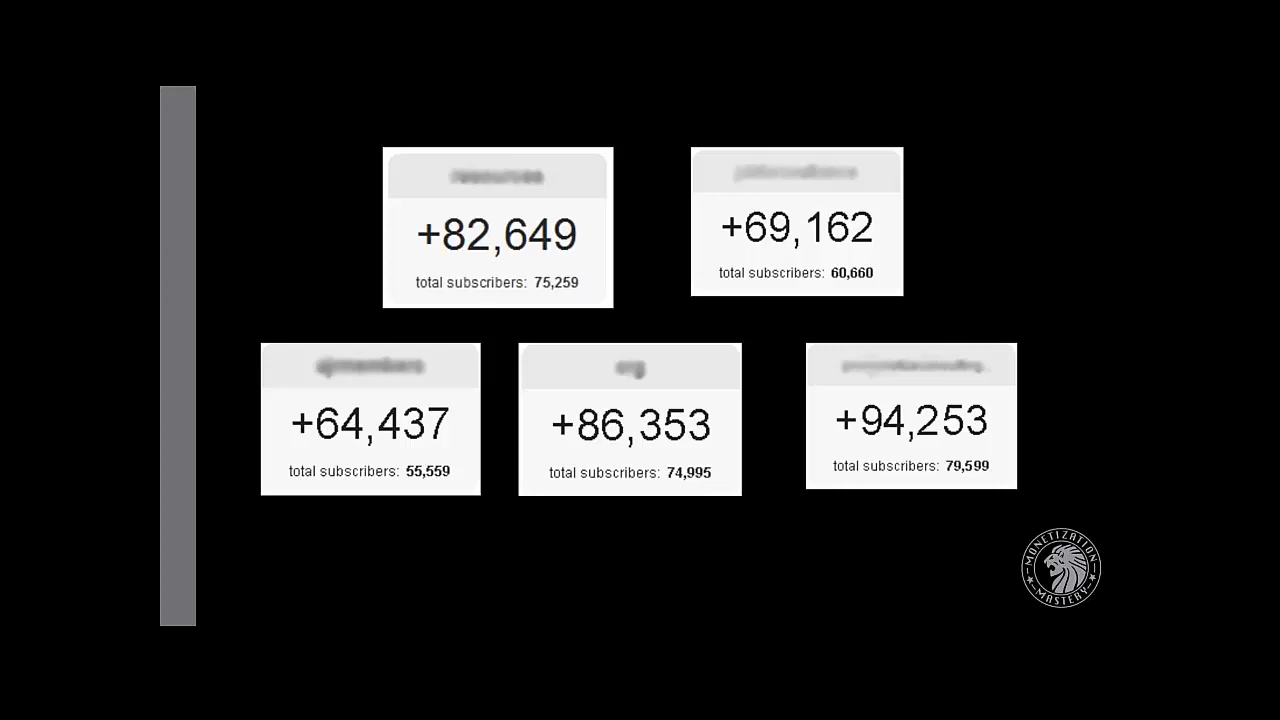 +82,649
total subscribers: 75,259
+69,162
total subscribers: 60,660
+64,437
total subscribers: 55,559
org
+86,353
total subscribers: 74,995
+94,253
total subscribers: 79,599
MONETIZATION
MASTERY